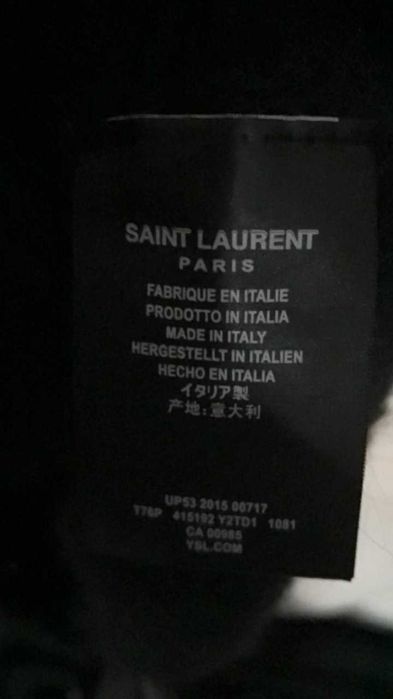 SAINT LAURENT
PARIS
FABRIQUE EN ITALIE
PRODOTTO IN ITALIA
MADE IN ITALY
HERGESTELLT IN ITALIEN
HECHO EN ITALIA
イタリア製
产地:意大利
UP53 2015 00717
T76P 415192 Y2TD1 1081
CA 00985
YSL.COM